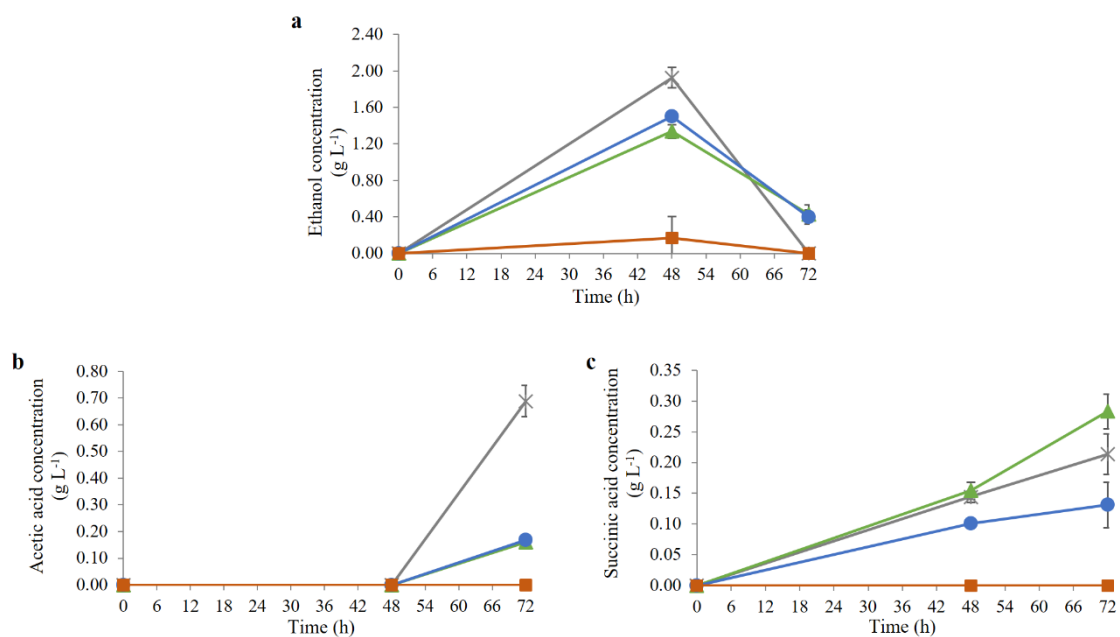 a
Ethanol concentration
(g L-1)
2.40
2.00
1.60
1.20
0.80
0.40
0.00
0 6 12 18 24 30 36 42 48 54 60 66 72
Time (h)
b
Acetic acid concentration
(g L-1)
0.80
0.70
0.60
0.50
0.40
0.30
0.20
0.10
0.00
0 6 12 18 24 30 36 42 48 54 60 66 72
Time (h)
c
Succinic acid concentration
(g L-1)
0.35
0.30
0.25
0.20
0.15
0.10
0.05
0.00
0 6 12 18 24 30 36 42 48 54 60 66 72
Time (h)